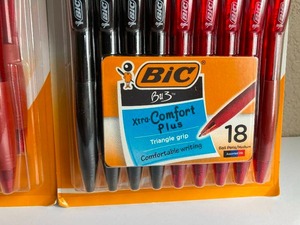 BIC
BU3
Xtra-Comfort
Plus
Triangle grip
Comfortable writing
18